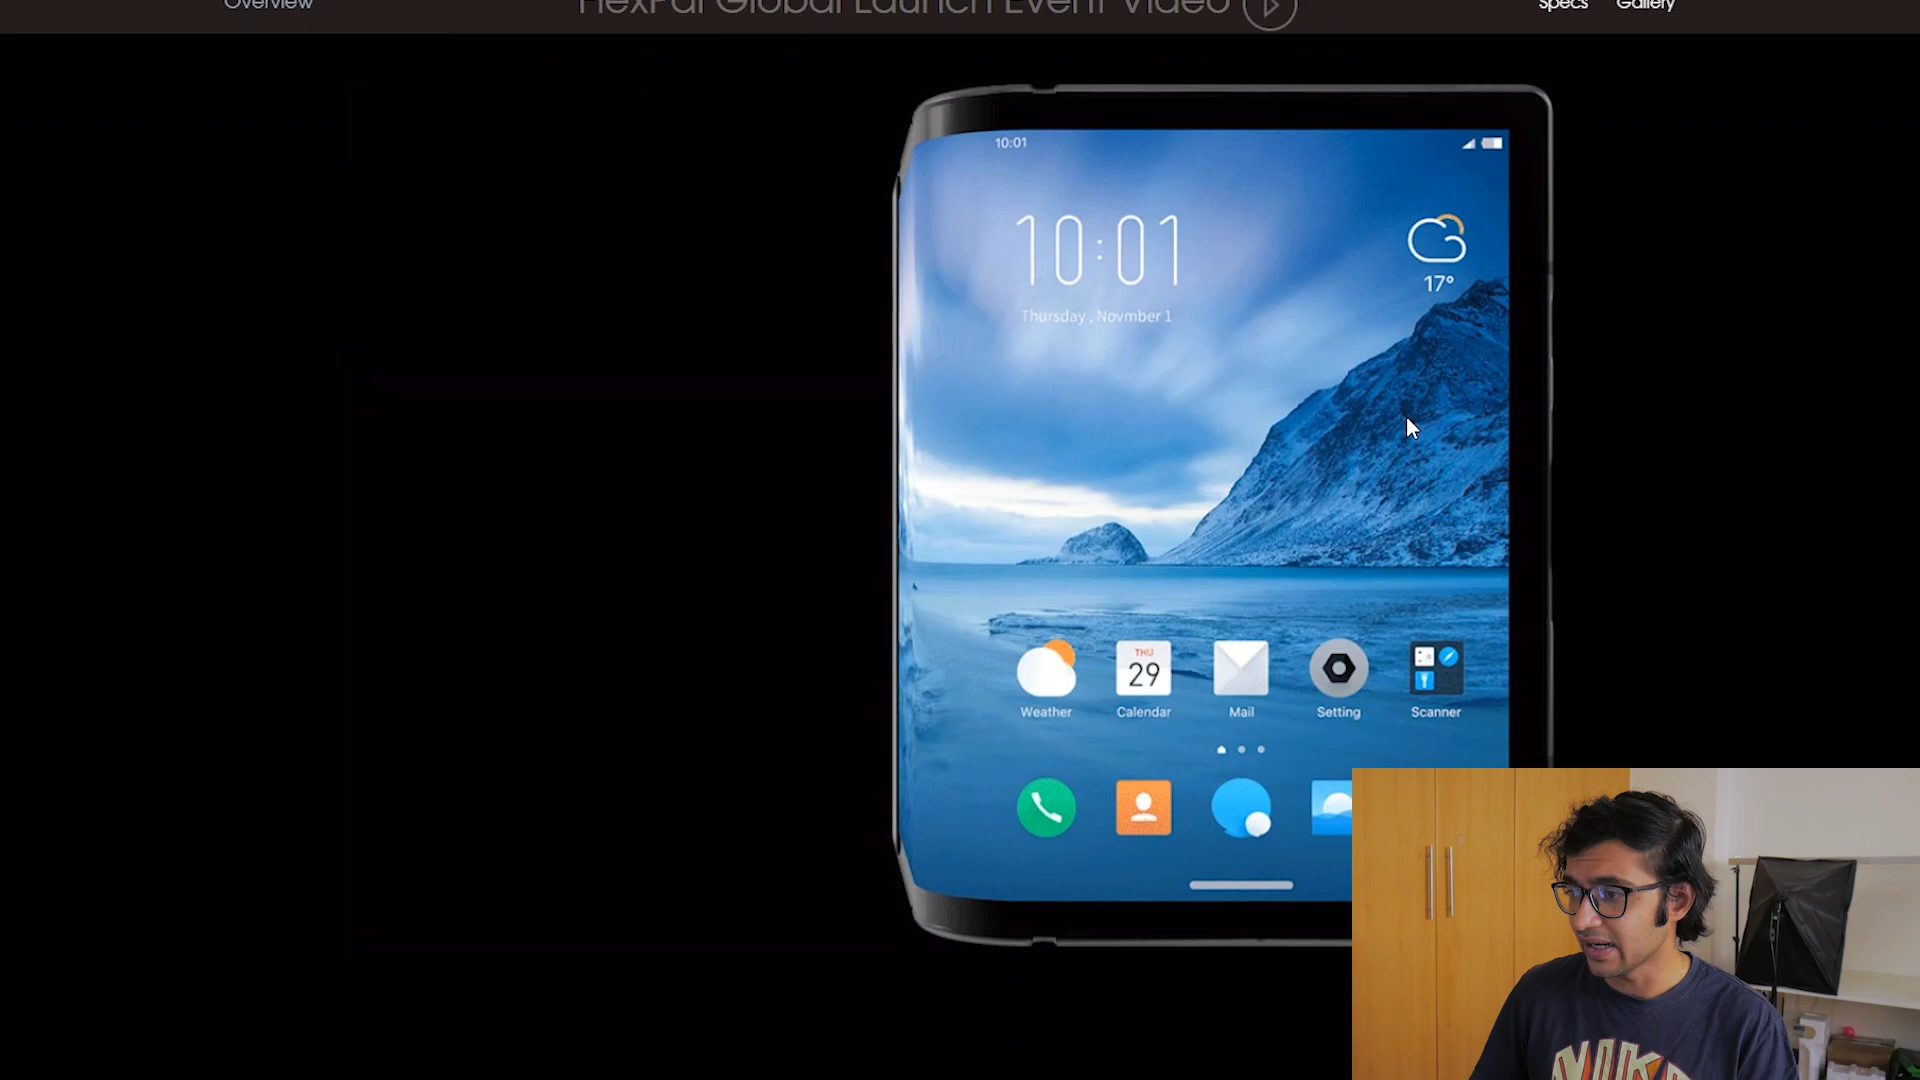 Overview
FlexPai Global Launch Event Video
Specs
Gallery
10:01
10:01
17°
Thursday , Novmber 1
THU
29
Weather
Calendar
Mail
Setting
Scanner